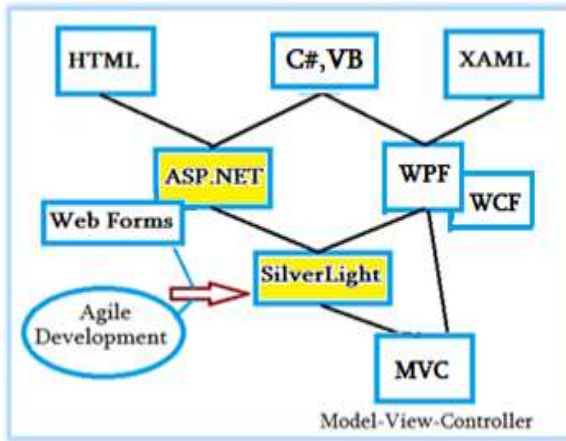 HTML
C#,VB
XAML
ASP.NET
WPF
WCF
Web Forms
SilverLight
Agile
Development
MVC
Model-View-Controller